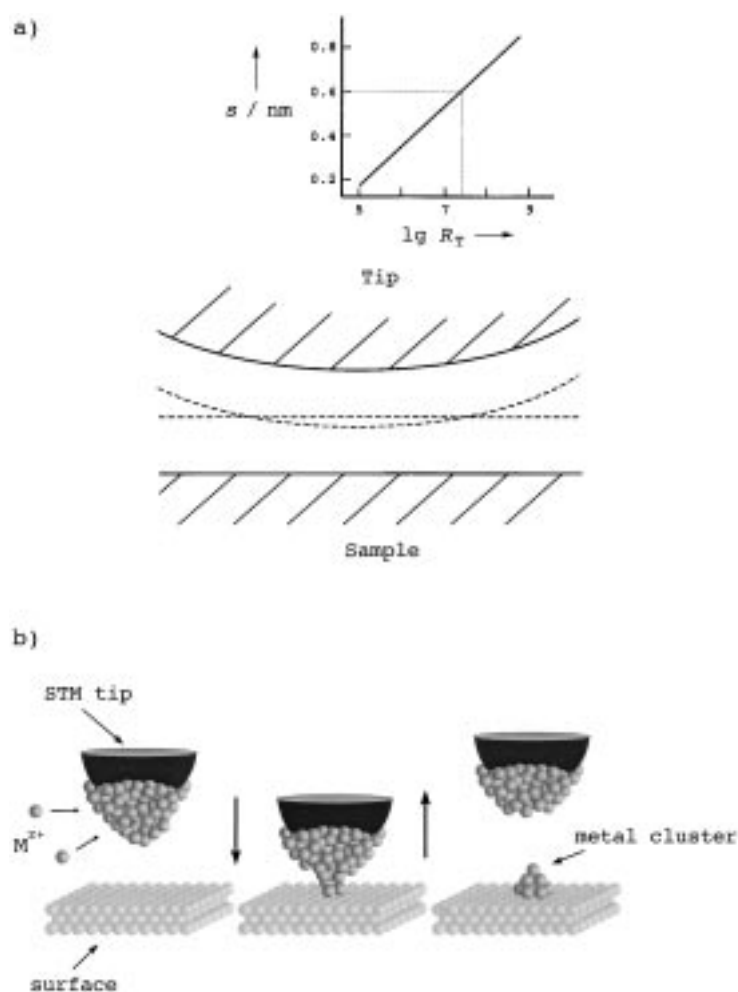 a)
0.8
0.6
s / nm
0.4
0.2
5 7 9
lg R_T
Tip
Sample
b)
STM tip
M^z+
metal cluster
surface